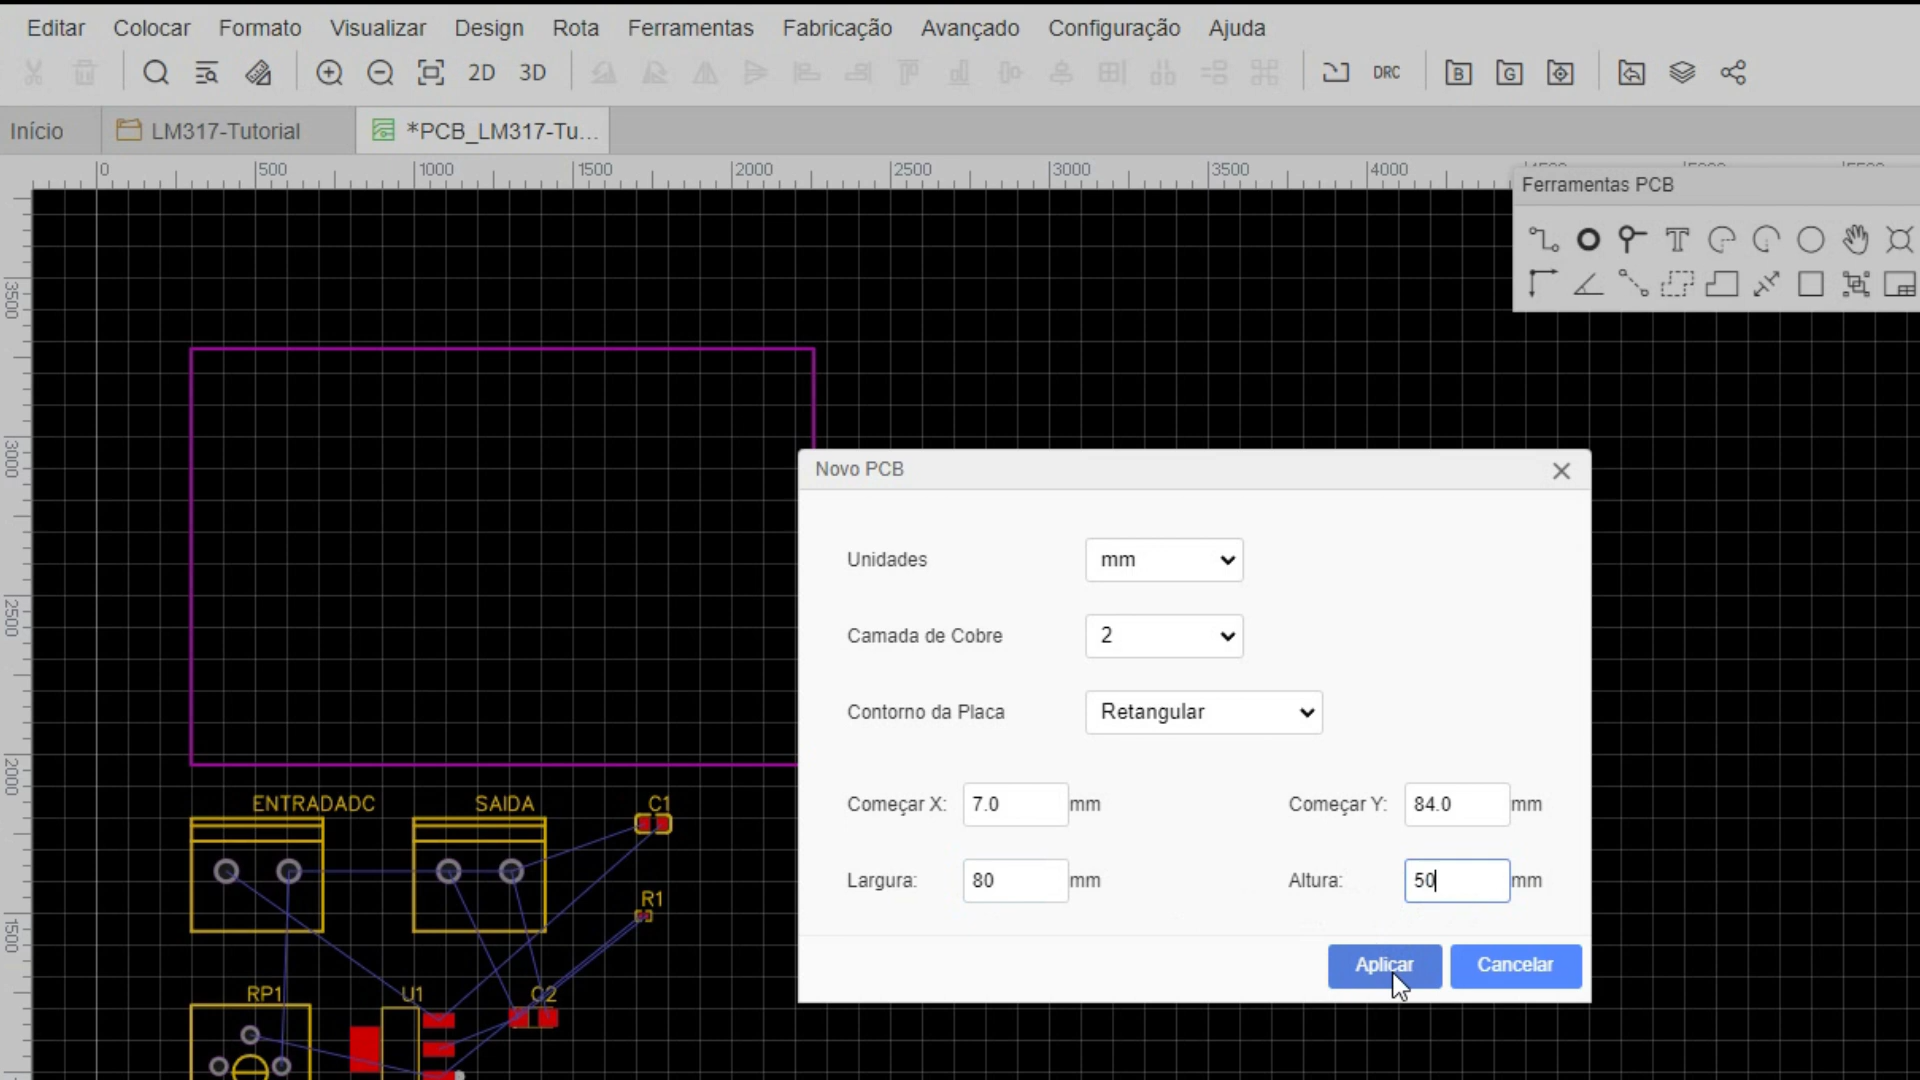 Editar Colocar Formato Visualizar Design Rota Ferramentas Fabricação Avançado Configuração Ajuda
2D 3D DRC B G
Início LM317-Tutorial *PCB_LM317-Tu...
0 500 1000 1500 2000 2500 3000 3500 4000
Ferramentas PCB
3500
3000
2500
2000
1500
Novo PCB
Unidades mm
Camada de Cobre 2
Contorno da Placa Retangular
Começar X: 7.0 mm Começar Y: 84.0 mm
Largura: 80 mm Altura: 50 mm
Aplicar Cancelar
ENTRADADC SAIDA C1
R1
RP1 U1 C2